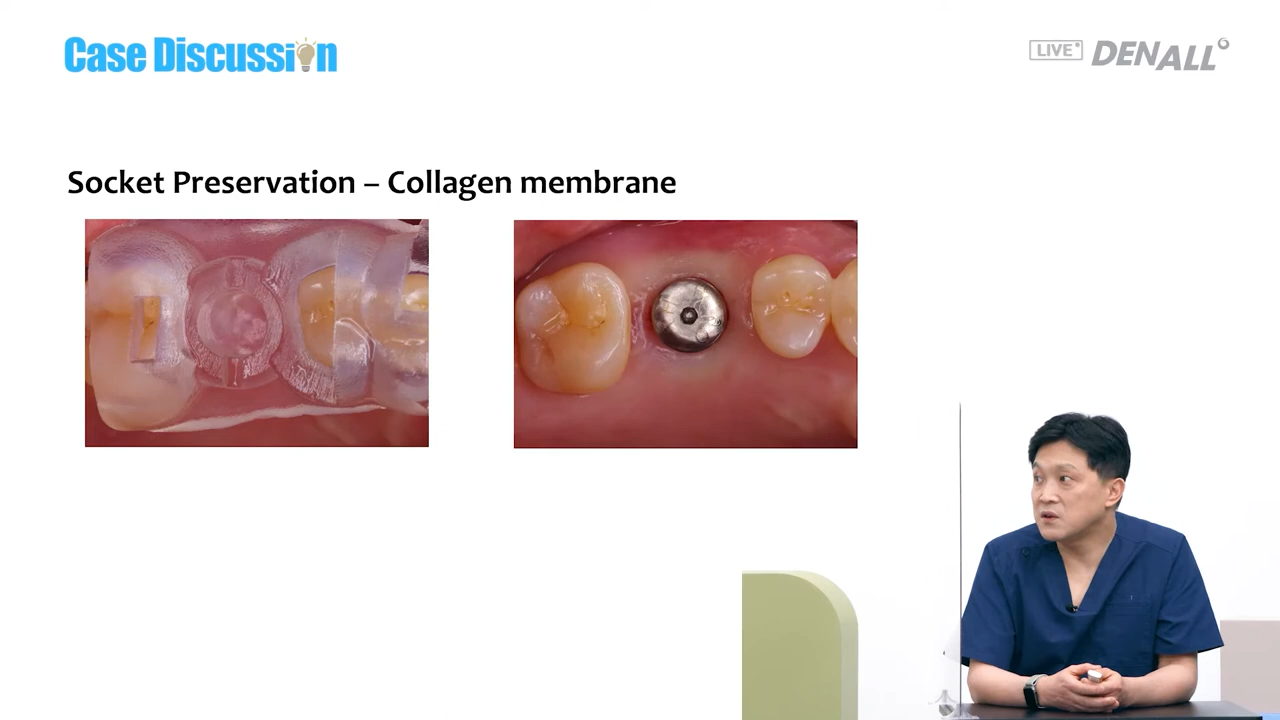 Case Discussion
LIVE
DENALL
Socket Preservation – Collagen membrane